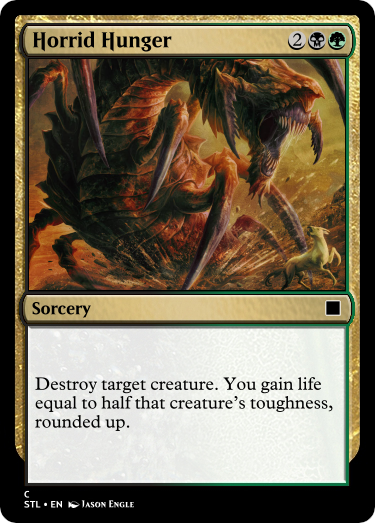 Horrid Hunger 2
Sorcery
Destroy target creature. You gain life
equal to half that creature's toughness,
rounded up.
C
STL • EN Jason Engle